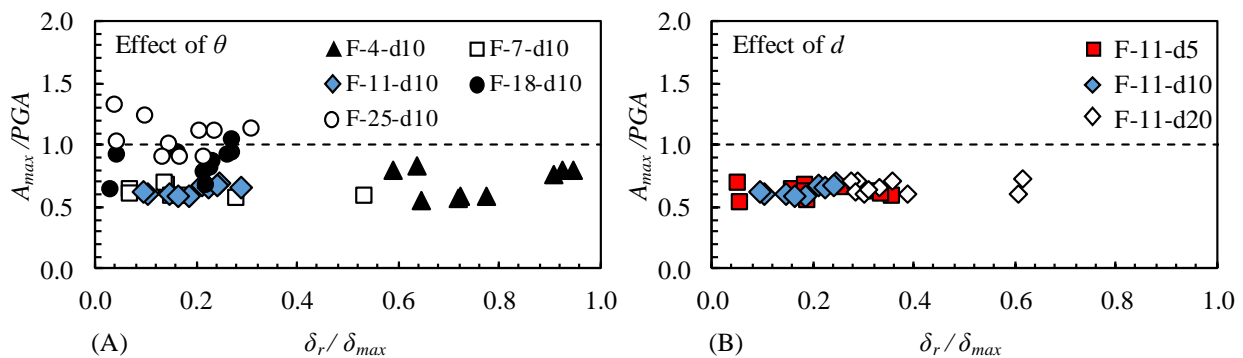 Effect of θ
F-4-d10
F-7-d10
F-11-d10
F-18-d10
F-25-d10
A_max/PGA
2.0
1.5
1.0
0.5
0.0
0.0 0.2 0.4 0.6 0.8 1.0
(A)
δ_r / δ_max
Effect of d
F-11-d5
F-11-d10
F-11-d20
A_max/PGA
2.0
1.5
1.0
0.5
0.0
0.0 0.2 0.4 0.6 0.8 1.0
(B)
δ_r / δ_max